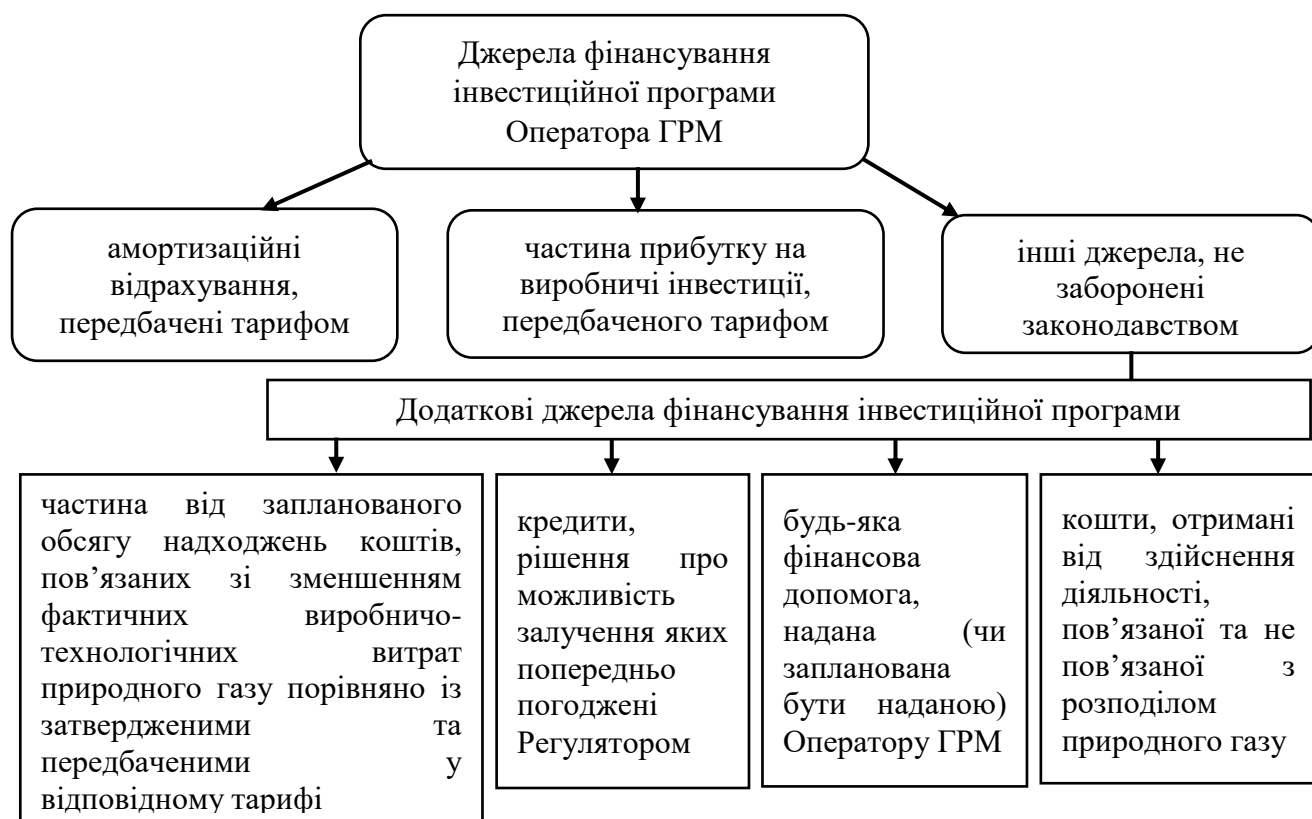 Джерела фінансування
інвестиційної програми
Оператора ГРМ
амортизаційні
відрахування,
передбачені тарифом
частина прибутку на
виробничі інвестиції,
передбаченого тарифом
інші джерела, не
заборонені
законодавством
Додаткові джерела фінансування інвестиційної програми
частина від запланованого
обсягу надходжень коштів,
пов’язаних зі зменшенням
фактичних виробничо-
технологічних витрат
природного газу порівняно із
затвердженими та
передбаченими у
відповідному тарифі
кредити,
рішення про
можливість
залучення яких
попередньо
погоджені
Регулятором
будь-яка
фінансова
допомога,
надана (чи
запланована
бути наданою)
Оператору ГРМ
кошти, отримані
від здійснення
діяльності,
пов’язаної та не
пов’язаної з
розподілом
природного газу